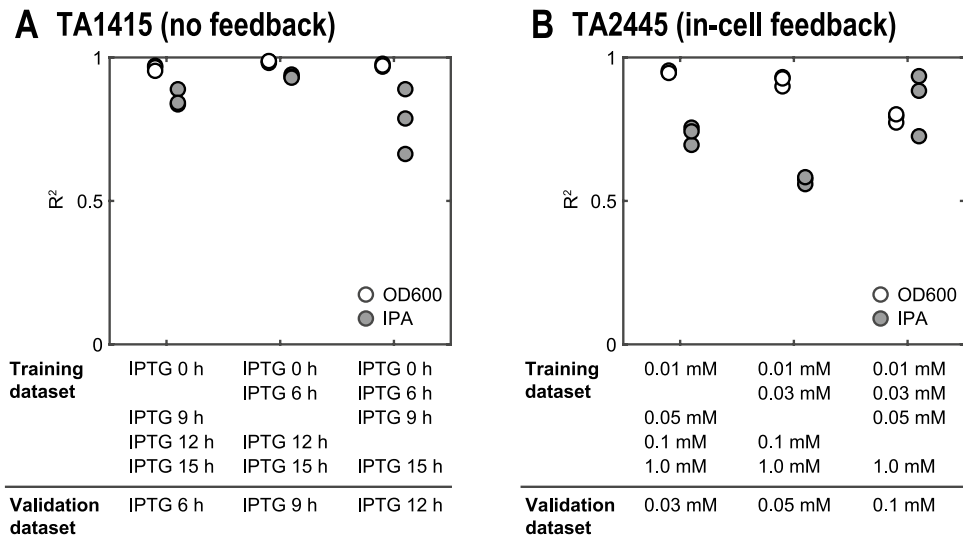 A TA1415 (no feedback)
1
0.5
0
R²
OD600
IPA
Training dataset
IPTG 0 h IPTG 0 h IPTG 0 h
IPTG 6 h IPTG 6 h
IPTG 9 h IPTG 9 h
IPTG 12 h IPTG 12 h
IPTG 15 h IPTG 15 h IPTG 15 h
Validation dataset
IPTG 6 h IPTG 9 h IPTG 12 h
B TA2445 (in-cell feedback)
1
0.5
0
R²
OD600
IPA
Training dataset
0.01 mM 0.01 mM 0.01 mM
0.03 mM 0.03 mM
0.05 mM 0.05 mM
0.1 mM 0.1 mM
1.0 mM 1.0 mM 1.0 mM
Validation dataset
0.03 mM 0.05 mM 0.1 mM